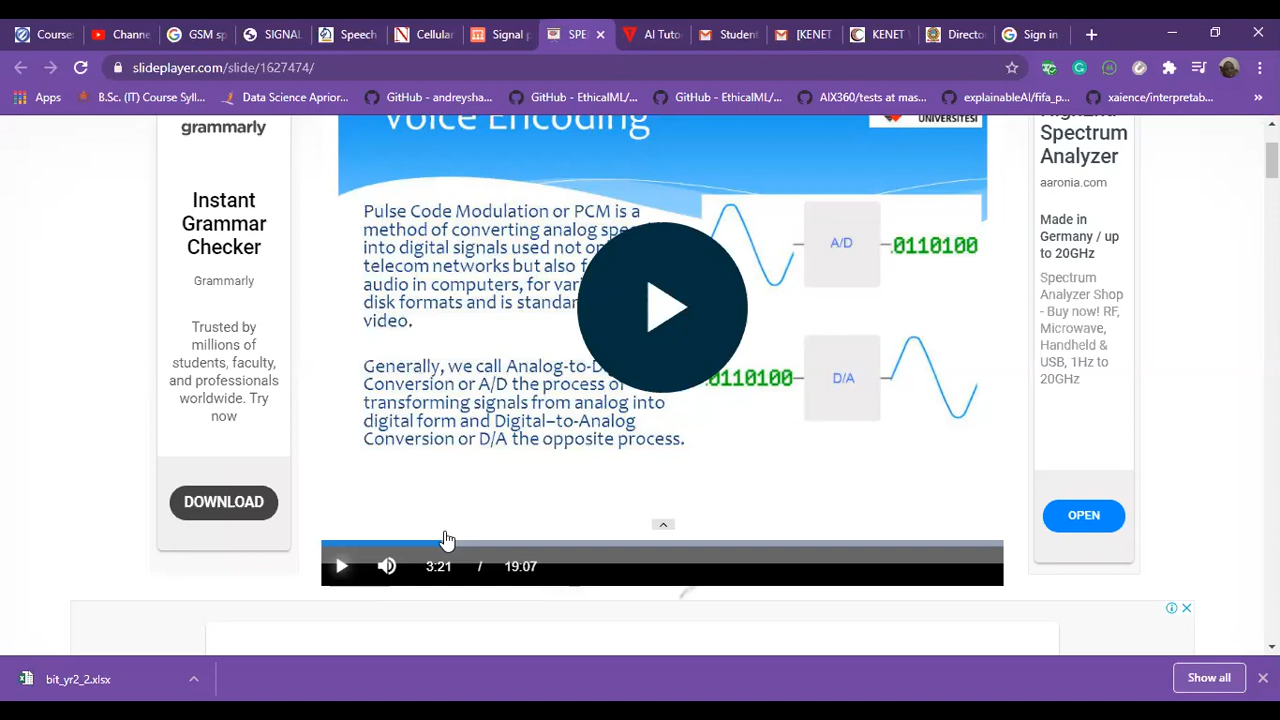 Course
Channe
GSM sp
SIGNAL
Speech
Cellular
Signal p
SPE
AI Tuto
Student
[KENET
KENET
Directo
Sign in
slideplayer.com/slide/1627474/
Apps
B.Sc. (IT) Course Syll...
Data Science Aprior...
GitHub - andreysha...
GitHub - EthicalML/...
GitHub - EthicalML/...
AIX360/tests at mas...
explainableAI/fifa_p...
xaience/interpretab...
grammarly
Instant
Grammar
Checker
Grammarly
Trusted by
millions of
students, faculty,
and professionals
worldwide. Try
now
DOWNLOAD
Voice Encoding
UNIVERSITESI
Pulse Code Modulation or PCM is a
method of converting analog spe
into digital signals used not on
telecom networks but also f
audio in computers, for var
disk formats and is standa
video.
Generally, we call Analog-to-D
Conversion or A/D the process of
transforming signals from analog into
digital form and Digital–to-Analog
Conversion or D/A the opposite process.
A/D
0110100
0110100
D/A
3:21 / 19:07
Spectrum
Analyzer
aaronia.com
Made in
Germany / up
to 20GHz
Spectrum
Analyzer Shop
- Buy now! RF,
Microwave,
Handheld &
USB, 1Hz to
20GHz
OPEN
bit_yr2_2.xlsx
Show all